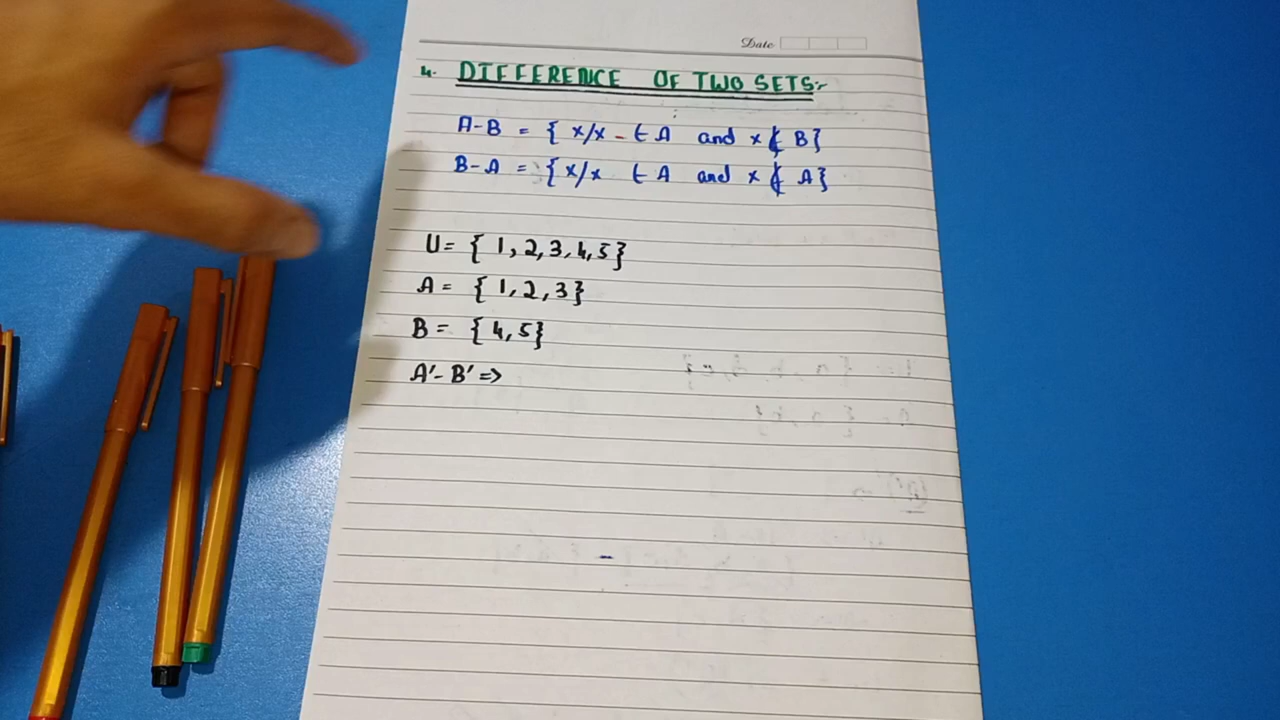 Date
4. DIFFERENCE OF TWO SETS:-
A-B = { x/x - ∈ A and x ∉ B}
B-A = {x/x ∈ A and x ∉ A}
U= { 1,2,3,4,5}
A = { 1,2,3}
B = { 4,5}
A'- B' =>